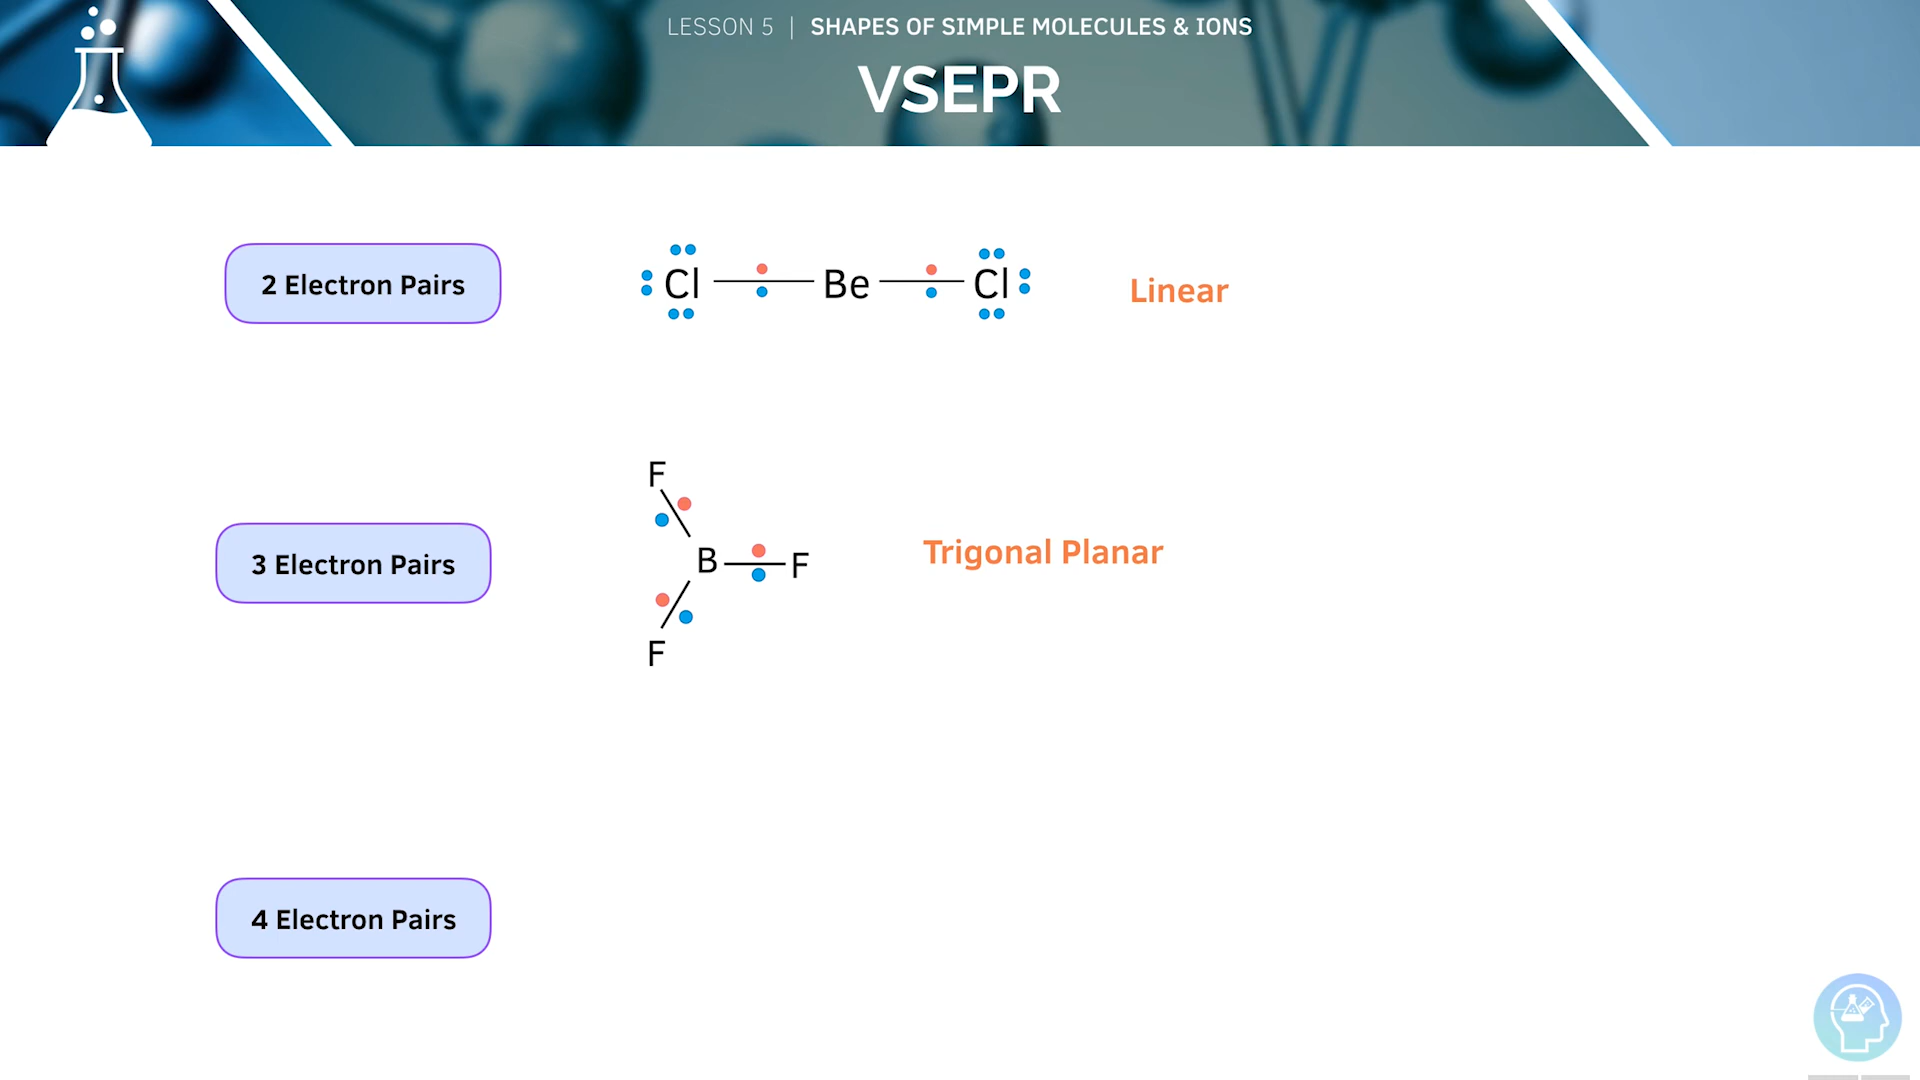 LESSON 5 | SHAPES OF SIMPLE MOLECULES & IONS
VSEPR
2 Electron Pairs
Cl Be Cl
Linear
3 Electron Pairs
F
B F
F
Trigonal Planar
4 Electron Pairs